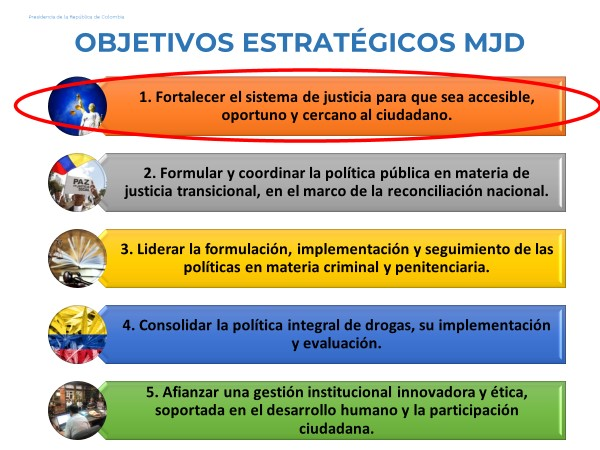 Presidencia de la República de Colombia
OBJETIVOS ESTRATÉGICOS MJD
1. Fortalecer el sistema de justicia para que sea accesible,
oportuno y cercano al ciudadano.
2. Formular y coordinar la política pública en materia de
justicia transicional, en el marco de la reconciliación nacional.
PAZ
3. Liderar la formulación, implementación y seguimiento de las
políticas en materia criminal y penitenciaria.
4. Consolidar la política integral de drogas, su implementación
y evaluación.
5. Afianzar una gestión institucional innovadora y ética,
soportada en el desarrollo humano y la participación
ciudadana.